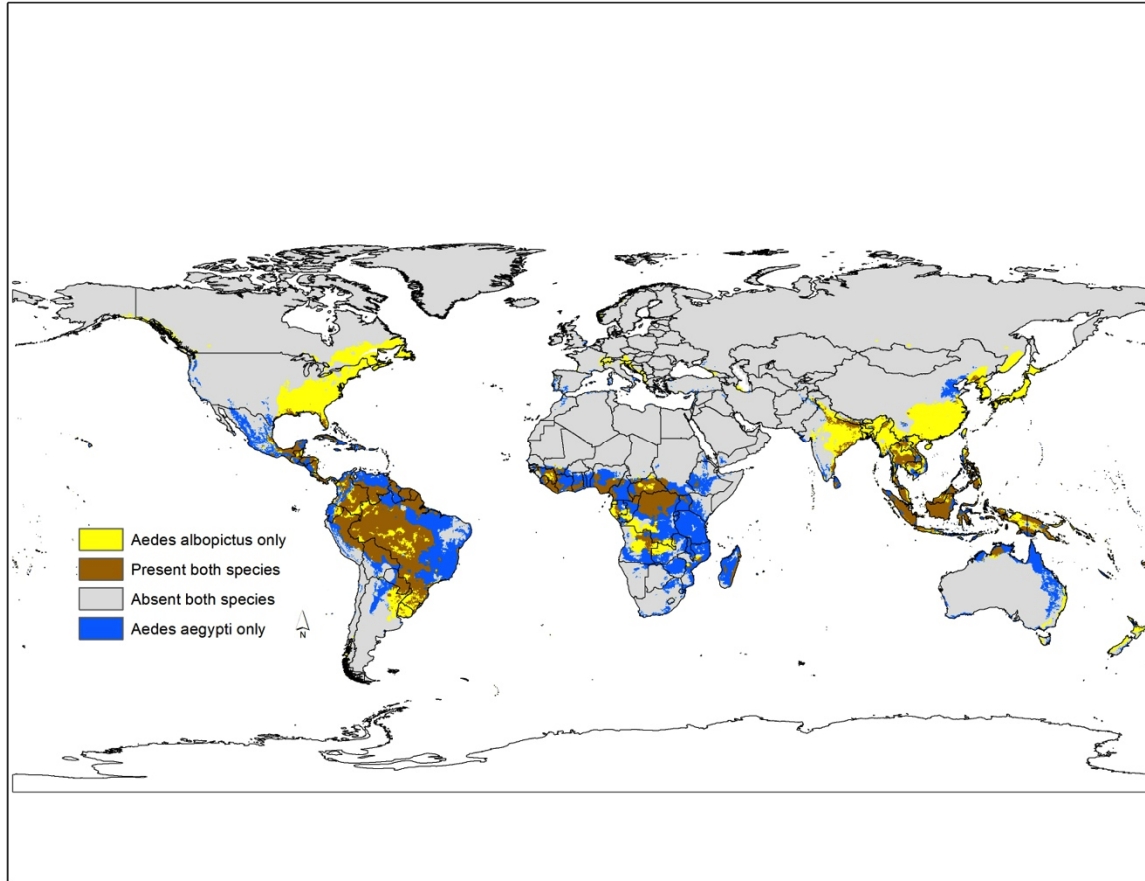 Aedes albopictus only
Present both species
Absent both species
Aedes aegypti only
N